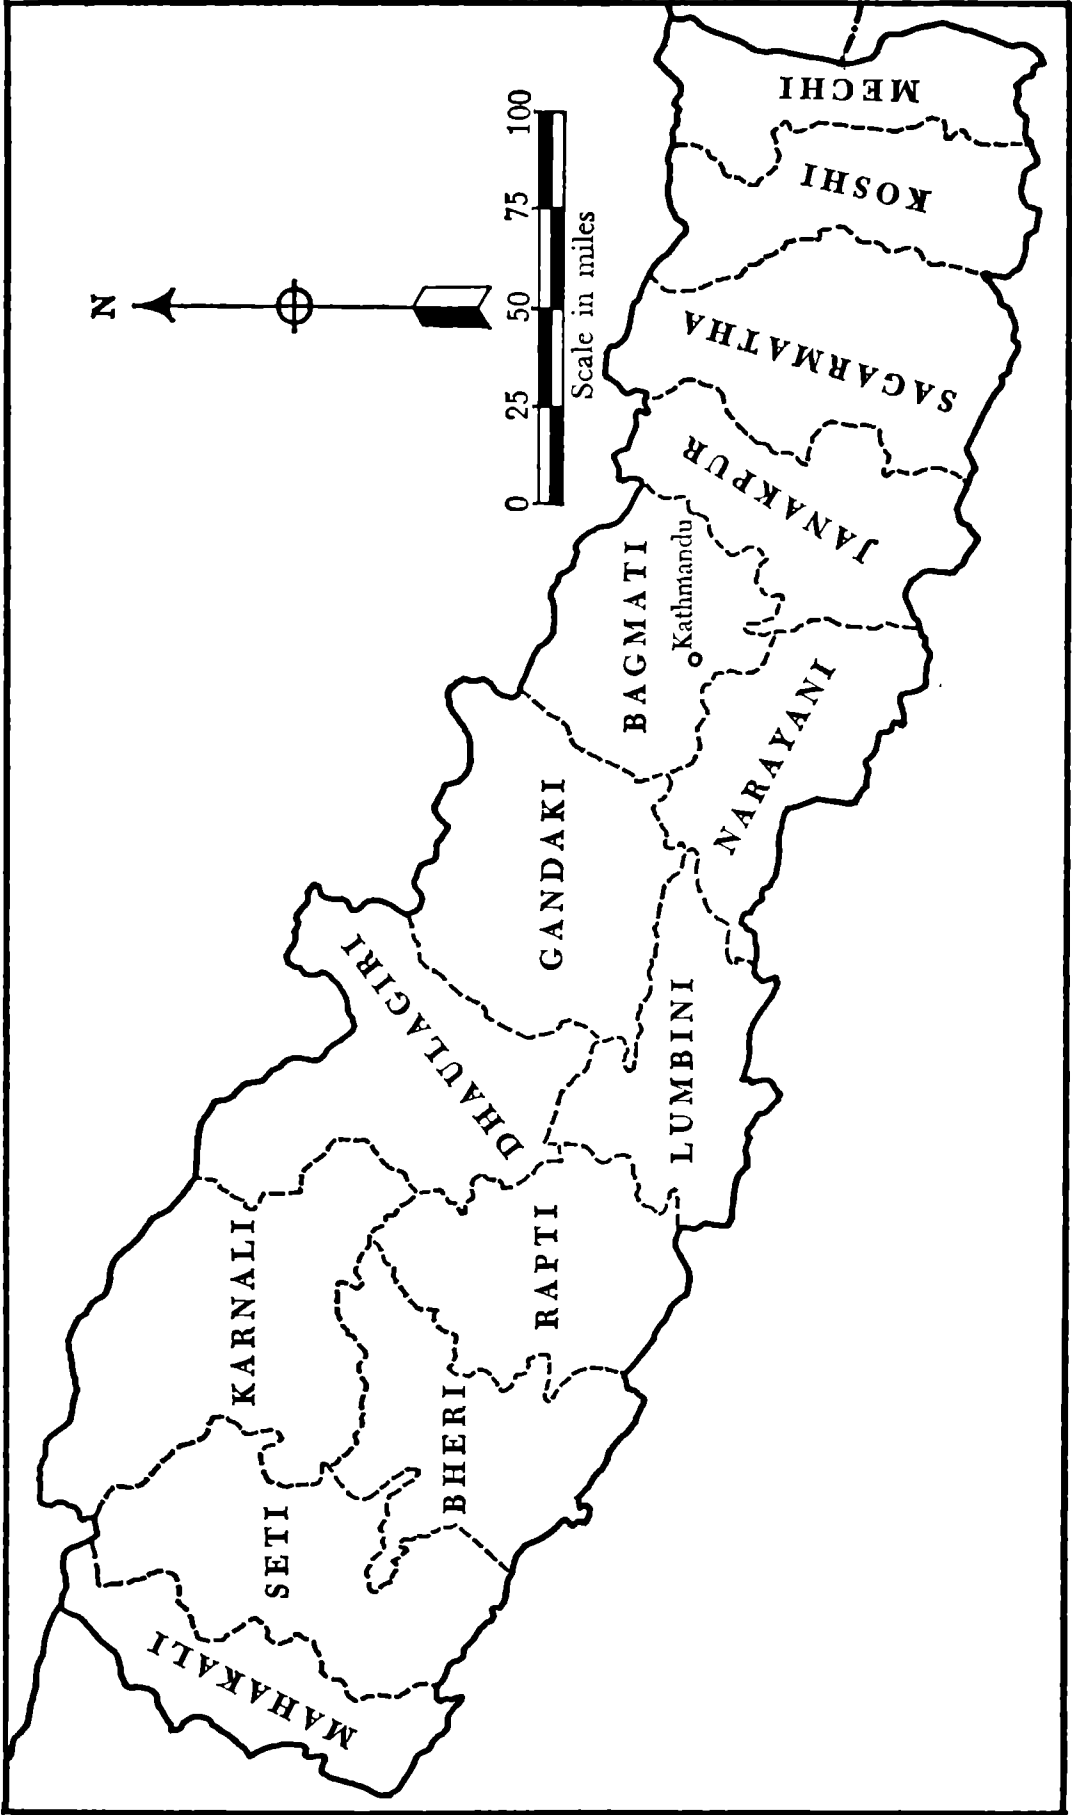 N
0 25 50 75 100
Scale in miles
MAHAKALI
SETI
KARNALI
BHERI
RAPTI
DHAULAGIRI
GANDAKI
LUMBINI
BAGMATI
Kathmandu
NARAYANI
JANAKPUR
SAGARMATHA
KOSHI
MECHI